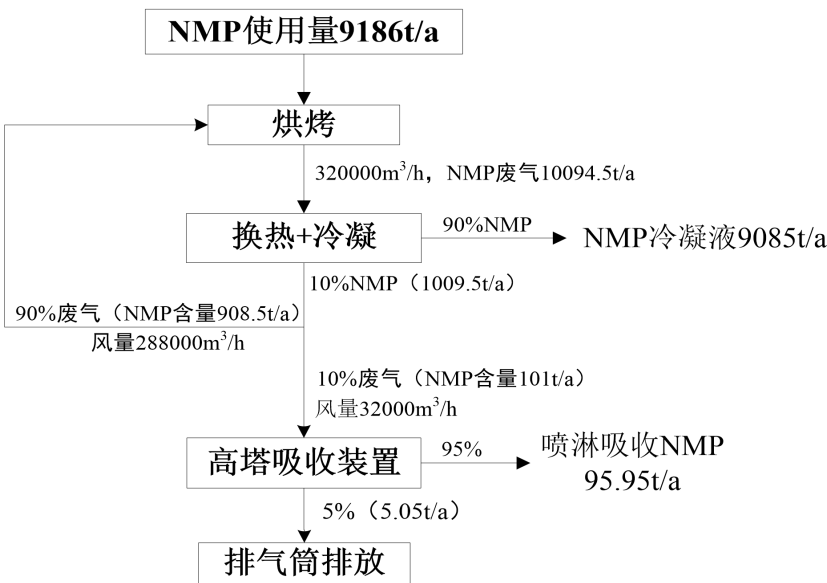 NMP使用量9186t/a
烘烤
320000m³/h，NMP废气10094.5t/a
换热+冷凝
90%NMP
NMP冷凝液9085t/a
10%NMP（1009.5t/a）
90%废气（NMP含量908.5t/a）
风量288000m³/h
10%废气（NMP含量101t/a）
风量32000m³/h
高塔吸收装置
95%
喷淋吸收NMP
95.95t/a
5%（5.05t/a）
排气筒排放